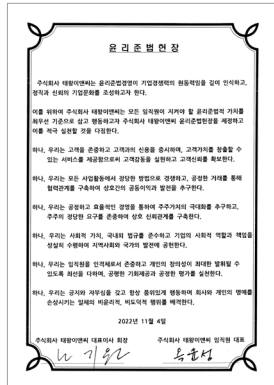 윤리준법헌장
주식회사 태왕이앤씨는 윤리준법경영이 기업경쟁력의 원동력임을 깊이 인식하고,
정직과 신뢰의 기업문화를 조성하고자 한다.
이를 위하여 주식회사 태왕이앤씨는 모든 임직원이 지켜야 할 윤리준법적 가치를
최우선 기준으로 삼고 행동하고자 주식회사 태왕이앤씨 윤리준법헌장을 제정하고
이를 적극 실천할 것을 다짐한다.
하나, 우리는 고객을 존중하고 고객과의 신용을 중시하며, 고객가치를 창출할 수
있는 서비스를 제공함으로써 고객감동을 실현하고 고객신뢰를 확보한다.
하나, 우리는 모든 사업활동에서 정당한 방법으로 경쟁하고, 공정한 거래를 통해
협력관계를 구축하여 상호간의 공동이익과 발전을 추구한다.
하나, 우리는 공정하고 효율적인 경영을 통하여 주주가치의 극대화를 추구하고,
주주의 정당한 요구를 존중하여 상호 신뢰관계를 구축한다.
하나, 우리는 사회적 가치, 국내외 법규를 준수하고 기업의 사회적 역할과 책임을
성실히 수행하여 지역사회와 국가의 발전에 공헌한다.
하나, 우리는 임직원을 인격체로서 존중하고 개인의 창의성이 최대한 발휘될 수
있도록 최선을 다하며, 공평한 기회제공과 공정한 평가를 실천한다.
하나, 우리는 긍지와 자부심을 갖고 항상 품위있게 행동하며 회사와 개인의 명예를
손상시키는 일체의 비윤리적, 비도덕적 행위를 배격한다.
2022년 11월 4일
주식회사 태왕이앤씨 대표이사 회장 주식회사 태왕이앤씨 임직원 대표
노 기 원 옥 윤 성